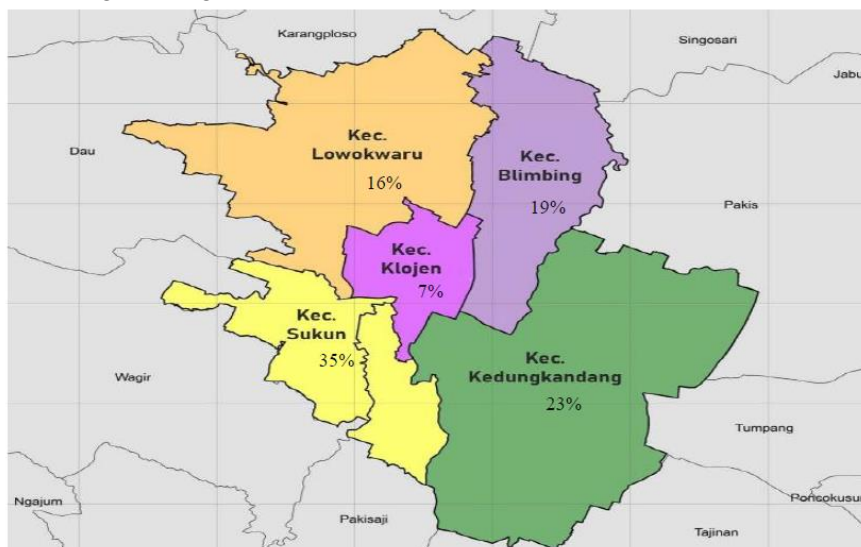 Karangploso
Singosari
Jabu
Dau
Kec.
Lowokwaru
16%
Kec.
Blimbing
19%
Pakis
Kec.
Klojen
7%
Kec.
Sukun
35%
Wagir
Kec.
Kedungkandang
23%
Tumpang
Ngajum
Pakisaji
Poncokusun
Tajinan